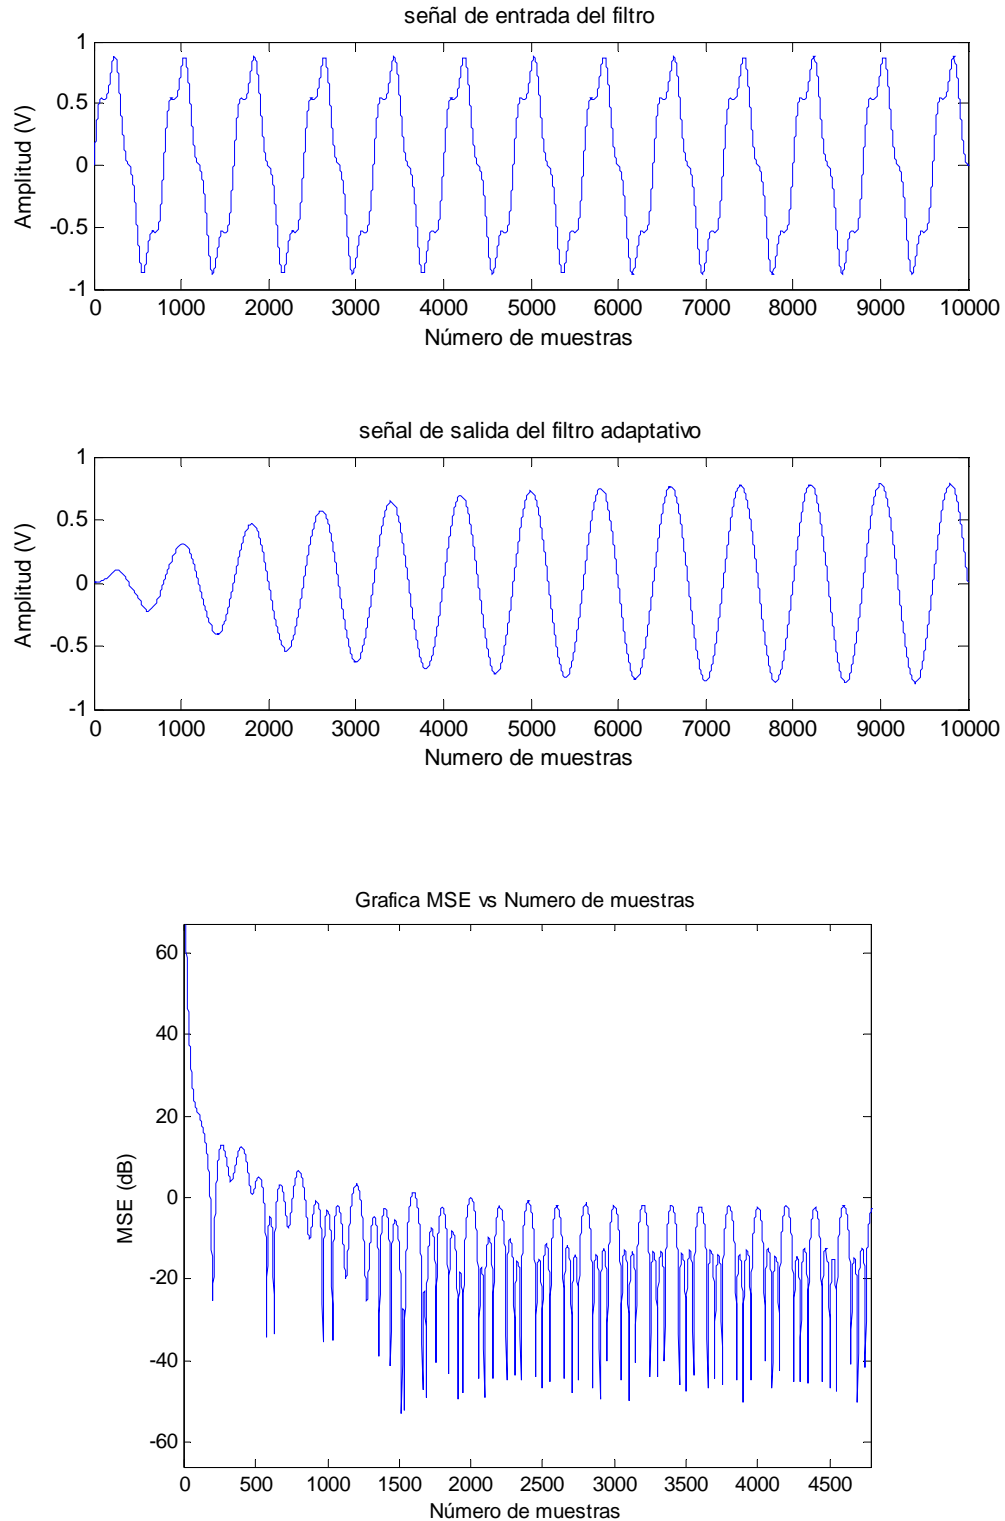 señal de entrada del filtro
1
0.5
0
-0.5
-1
Amplitud (V)
0 1000 2000 3000 4000 5000 6000 7000 8000 9000 10000
Número de muestras
señal de salida del filtro adaptativo
1
0.5
0
-0.5
-1
Amplitud (V)
0 1000 2000 3000 4000 5000 6000 7000 8000 9000 10000
Numero de muestras
Grafica MSE vs Numero de muestras
60
40
20
0
-20
-40
-60
MSE (dB)
0 500 1000 1500 2000 2500 3000 3500 4000 4500
Número de muestras